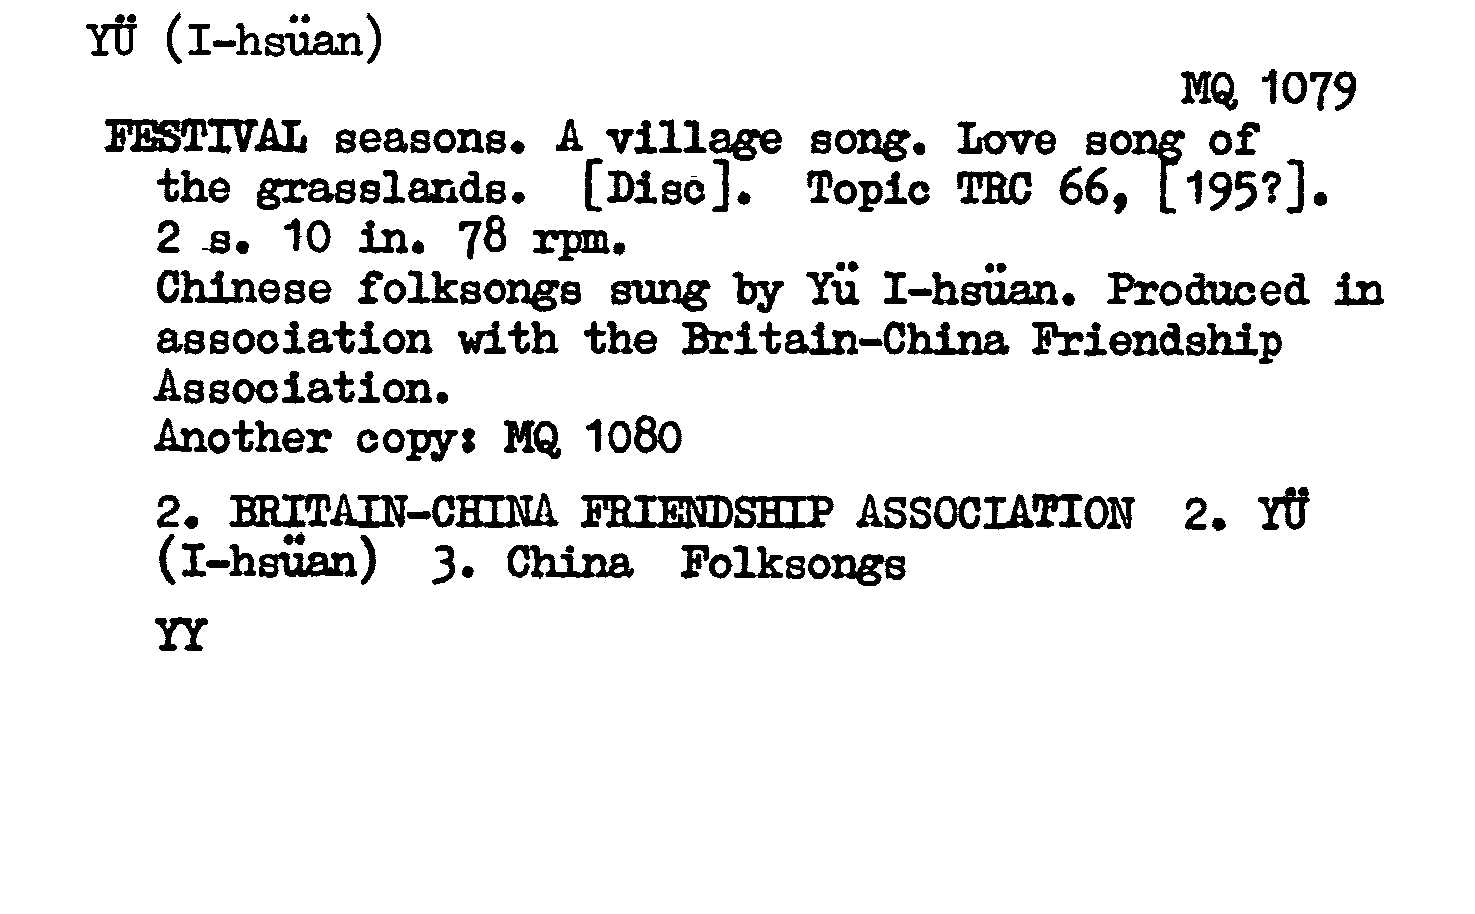 YÜ (I-hsüan)
MQ 1079
FESTIVAL seasons. A village song. Love song of
the grasslands. [Disc]. Topic TRC 66, [195?].
2 s. 10 in. 78 rpm.
Chinese folksongs sung by Yü I-hsüan. Produced in
association with the Britain-China Friendship
Association.
Another copy: MQ 1080
2. BRITAIN-CHINA FRIENDSHIP ASSOCIATION 2. YÜ
(I-hsüan) 3. China Folksongs
YY